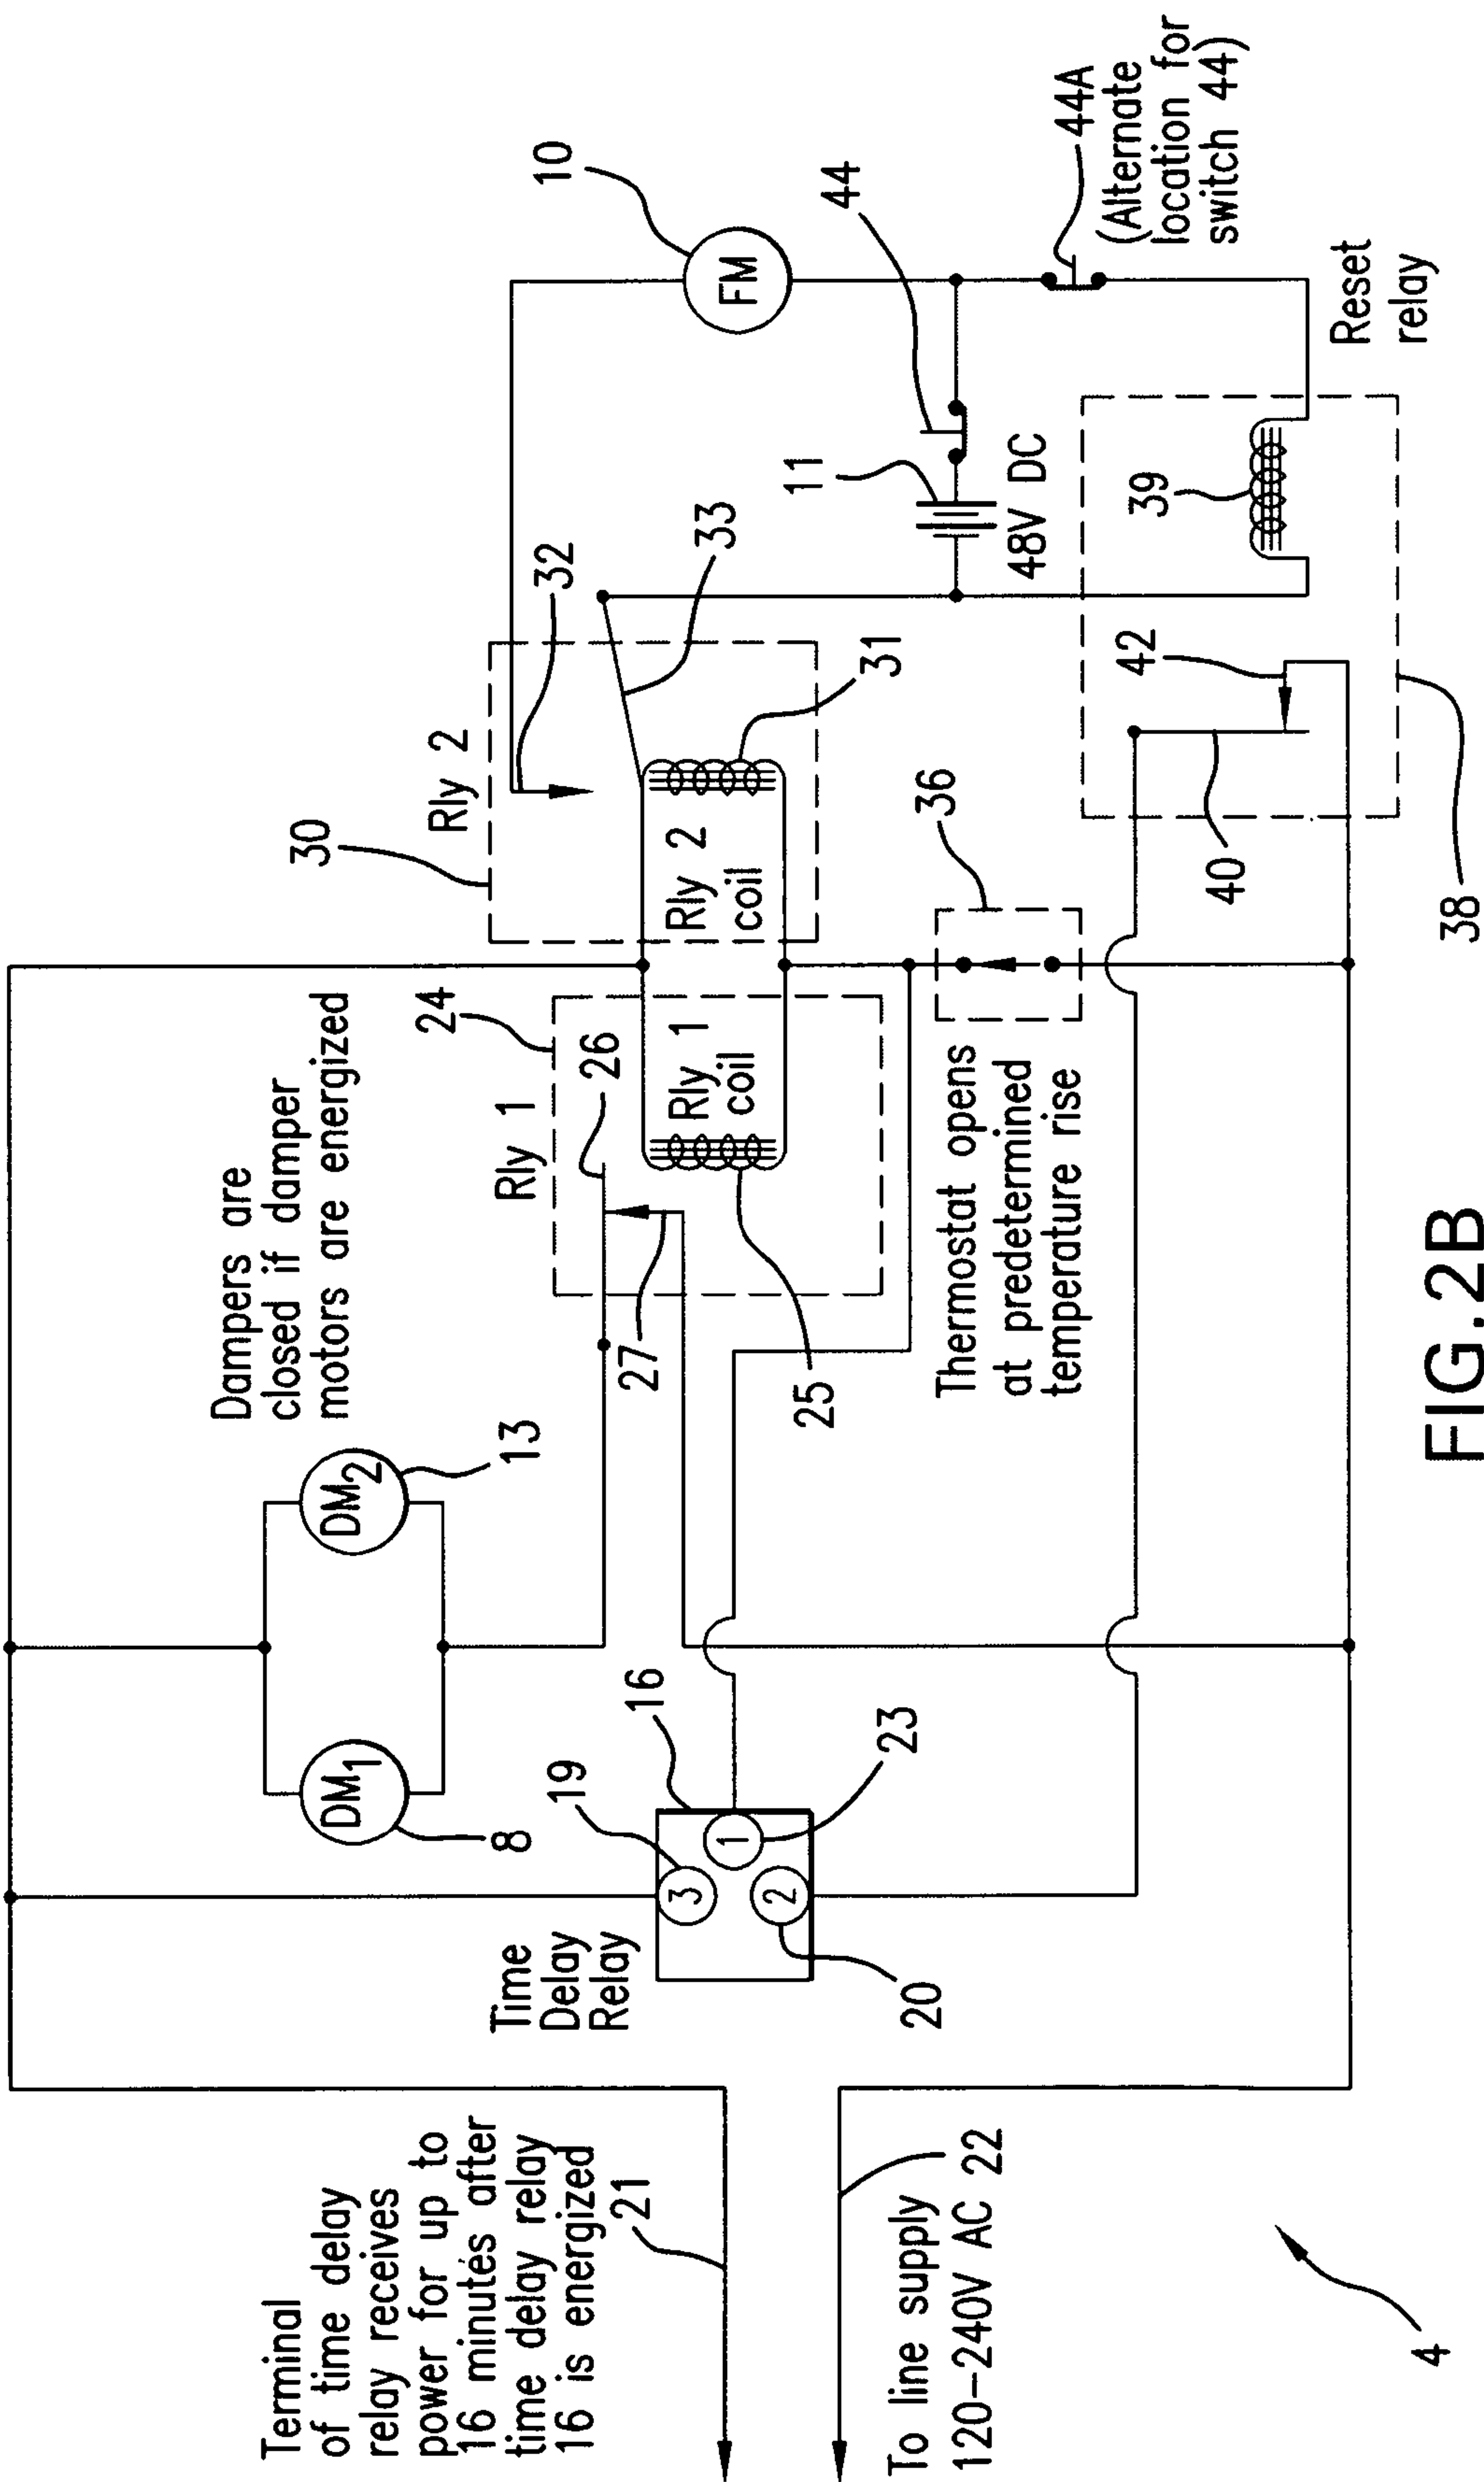 Terminal
of time delay
relay receives
power for up to
16 minutes after
time delay relay
16 is energized
21
To line supply
120-240V AC 22
4
Time
Delay
Relay
3
1
2
19
16
23
20
DM1
8
DM2
13
Dampers are
closed if damper
motors are energized
Rly 1
24
26
27
25
Rly 1
coil
Rly 2
30
32
33
31
Rly 2
coil
Thermostat opens
at predetermined
temperature rise
36
FM
10
11
48V DC
44
44A
(Alternate
location for
switch 44)
Reset
relay
39
42
40
38
FIG.2B